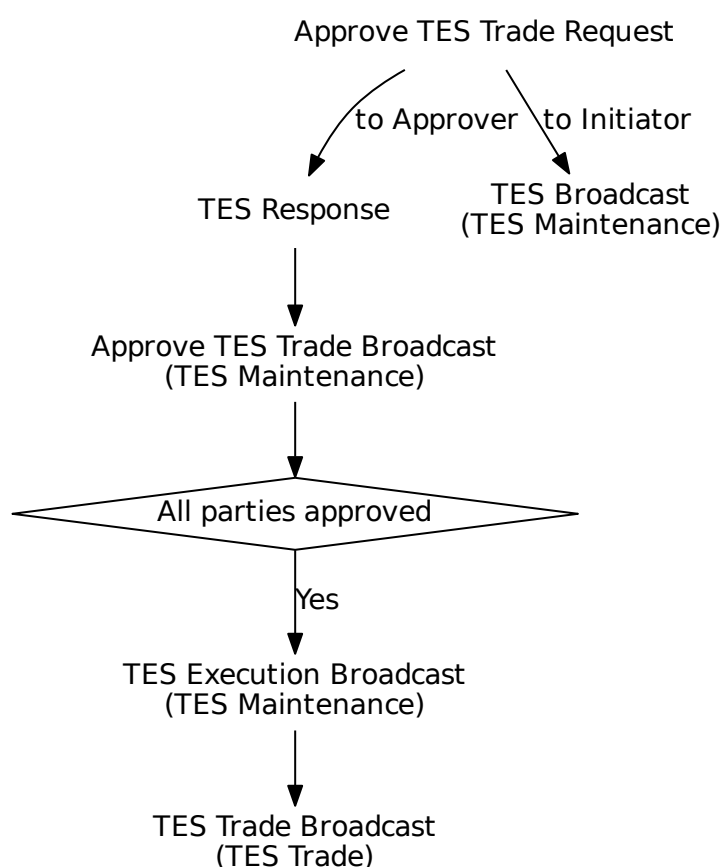 Approve TES Trade Request
to Approver
to Initiator
TES Response
TES Broadcast
(TES Maintenance)
Approve TES Trade Broadcast
(TES Maintenance)
All parties approved
Yes
TES Execution Broadcast
(TES Maintenance)
TES Trade Broadcast
(TES Trade)